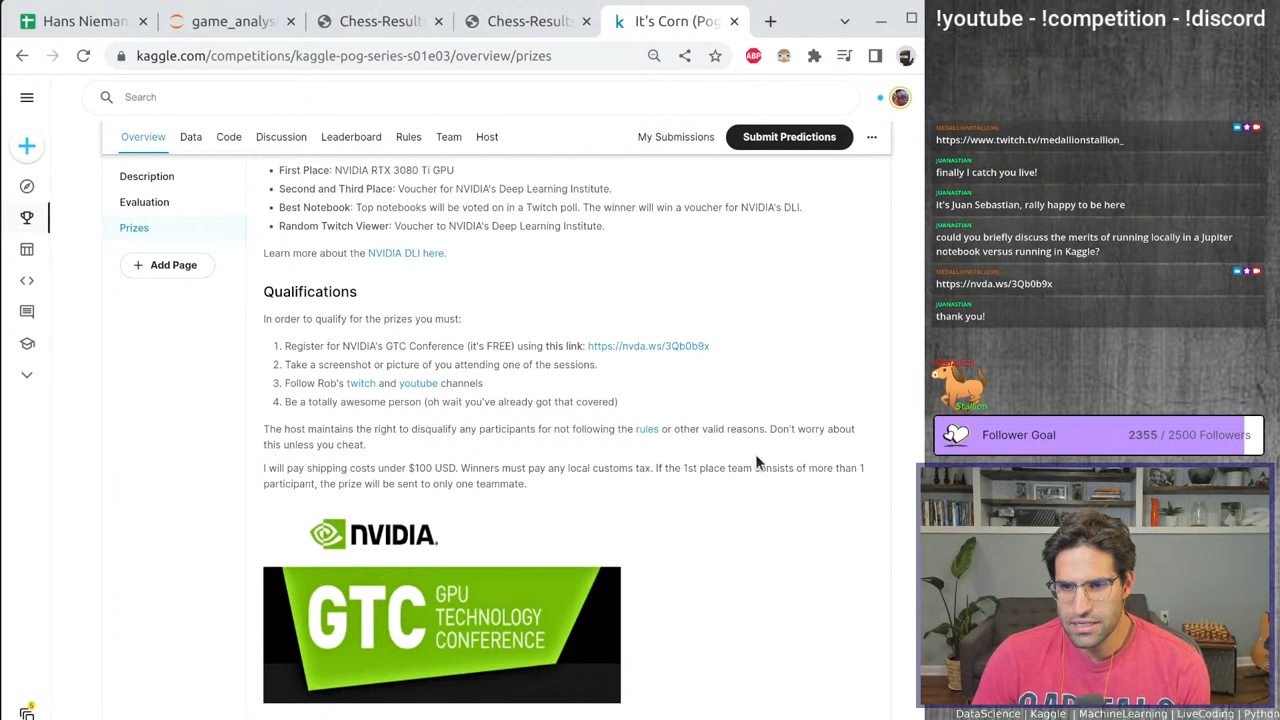 Hans Nieman
game_analys
Chess-Result
Chess-Result
It's Corn (Pog
!youtube - !competition - !discord
kaggle.com/competitions/kaggle-pog-series-s01e03/overview/prizes
ABP
Search
Overview
Data
Code
Discussion
Leaderboard
Rules
Team
Host
My Submissions
Submit Predictions
Description
Evaluation
Prizes
Add Page
• First Place: NVIDIA RTX 3080 Ti GPU
• Second and Third Place: Voucher for NVIDIA's Deep Learning Institute.
• Best Notebook: Top notebooks will be voted on in a Twitch poll. The winner will win a voucher for NVIDIA's DLI.
• Random Twitch Viewer: Voucher to NVIDIA's Deep Learning Institute.
Learn more about the NVIDIA DLI here.
Qualifications
order to qualify for the prizes you must:
1. Register for NVIDIA's GTC Conference (it's FREE) using this link: https://nvda.ws/3Qb0b9x
2. Take a screenshot or picture of you attending one of the sessions.
3. Follow Rob's twitch and youtube channels
4. Be a totally awesome person (oh wait you've already got that covered)
The host maintains the right to disqualify any participants for not following the rules or other valid reasons. Don't worry about
this unless you cheat.
I will pay shipping costs under $100 USD. Winners must pay any local customs tax. If the 1st place team consists of more than 1
participant, the prize will be sent to only one teammate.
NVIDIA.
GTC
GPU
TECHNOLOGY
CONFERENCE
5
MEDALLIONSTALLION_
https://www.twitch.tv/medallionstallion_
JUANASTIAN
finally I catch you live!
JUANASTIAN
it's Juan Sebastian, rally happy to be here
JUANASTIAN
could you briefly discuss the merits of running locally in a Jupiter
notebook versus running in Kaggle?
MEDALLIONSTALLION_
https://nvda.ws/3Qb0b9x
JUANASTIAN
thank you!
Medallion
Stallion
Follower Goal
2355 / 2500 Followers
DataScience | Kaggle | MachineLearning | LiveCoding | Python